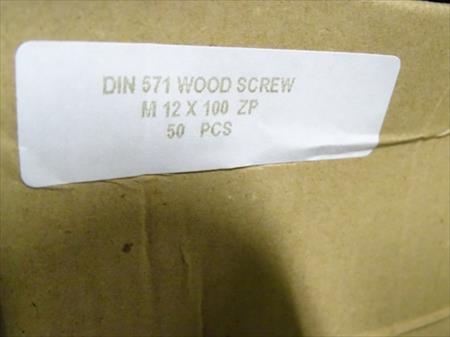 DIN 571 WOOD SCREW
M 12 X 100 ZP
50 PCS